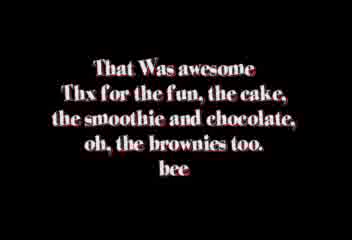 That Was awesome
Thx for the fun, the cake,
the smoothie and chocolate,
oh, the brownies too.
bee